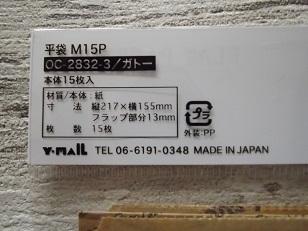 平袋 M15P
OC-2832-3/ガトー
本体15枚入
材質/本体:紙
寸 法 縦217×横155mm
フラップ部分13mm
枚 数 15枚
プラ
外装:PP
Y-MALL TEL 06-6191-0348 MADE IN JAPAN